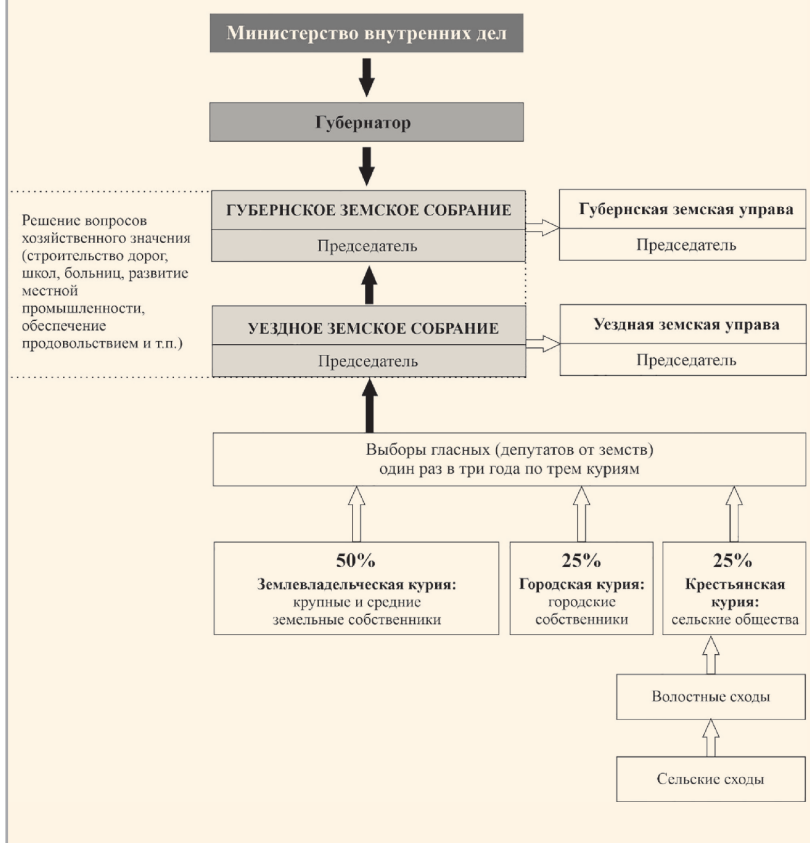 Министерство внутренних дел
Губернатор
ГУБЕРНСКОЕ ЗЕМСКОЕ СОБРАНИЕ
Председатель
Губернская земская управа
Председатель
Решение вопросов
хозяйственного значения
(строительство дорог,
школ, больниц, развитие
местной
промышленности,
обеспечение
продовольствием и т.п.)
УЕЗДНОЕ ЗЕМСКОЕ СОБРАНИЕ
Председатель
Уездная земская управа
Председатель
Выборы гласных (депутатов от земств)
один раз в три года по трем куриям
50%
Землевладельческая курия:
крупные и средние
земельные собственники
25%
Городская курия:
городские
собственники
25%
Крестьянская
курия:
сельские общества
Волостные сходы
Сельские сходы